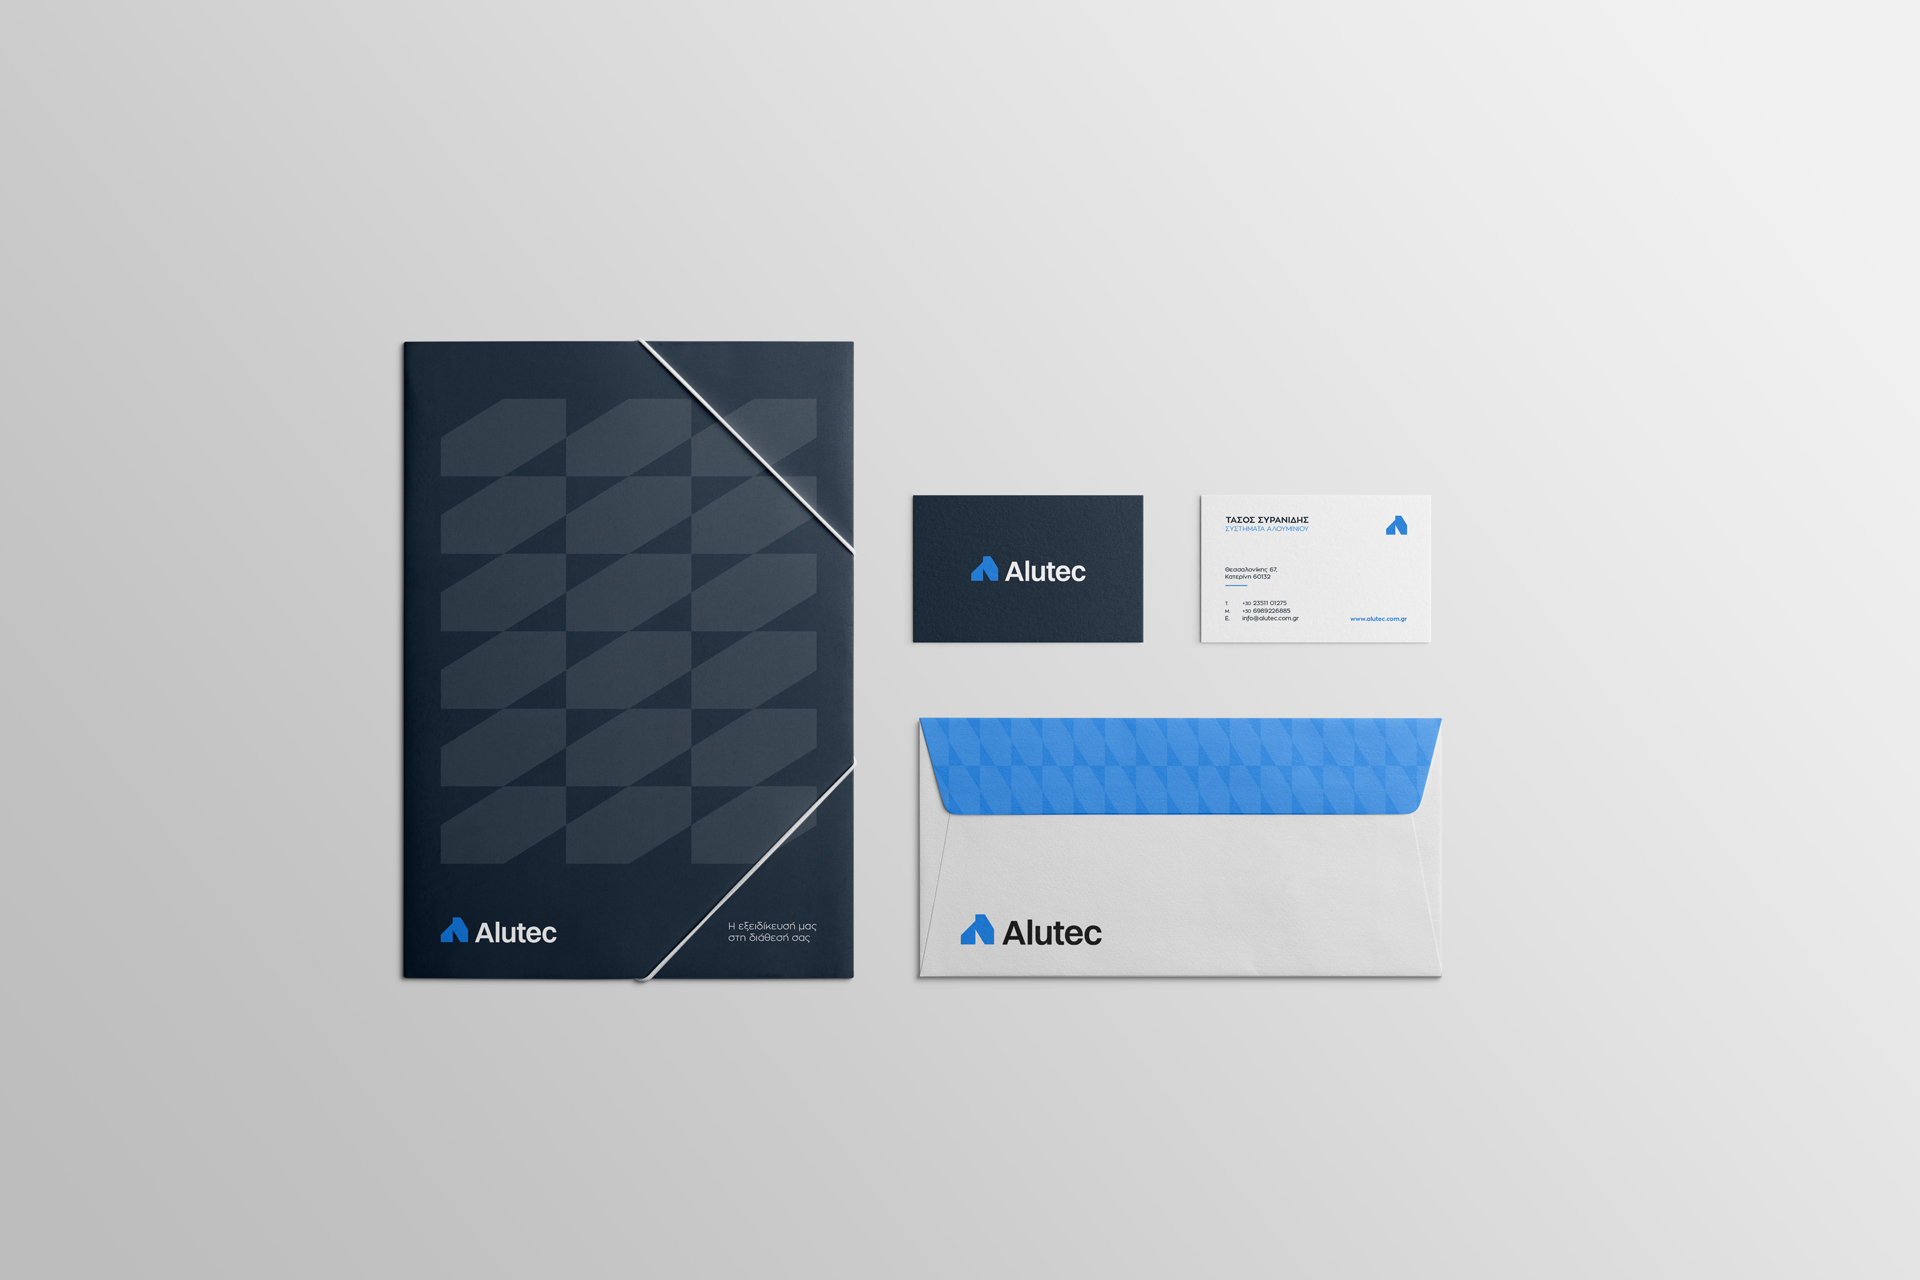 Alutec
Η εξειδίκευσή μας
στη διάθεσή σας
Alutec
ΤΑΣΟΣ ΣΥΡΑΝΙΔΗΣ
ΣΥΣΤΗΜΑΤΑ ΑΛΟΥΜΙΝΙΟΥ
Θεσσαλονίκης 67,
Κατερίνη 60132
T. +30 23511 01275
M. +30 6989226885
E. info@alutec.com.gr
www.alutec.com.gr
Alutec